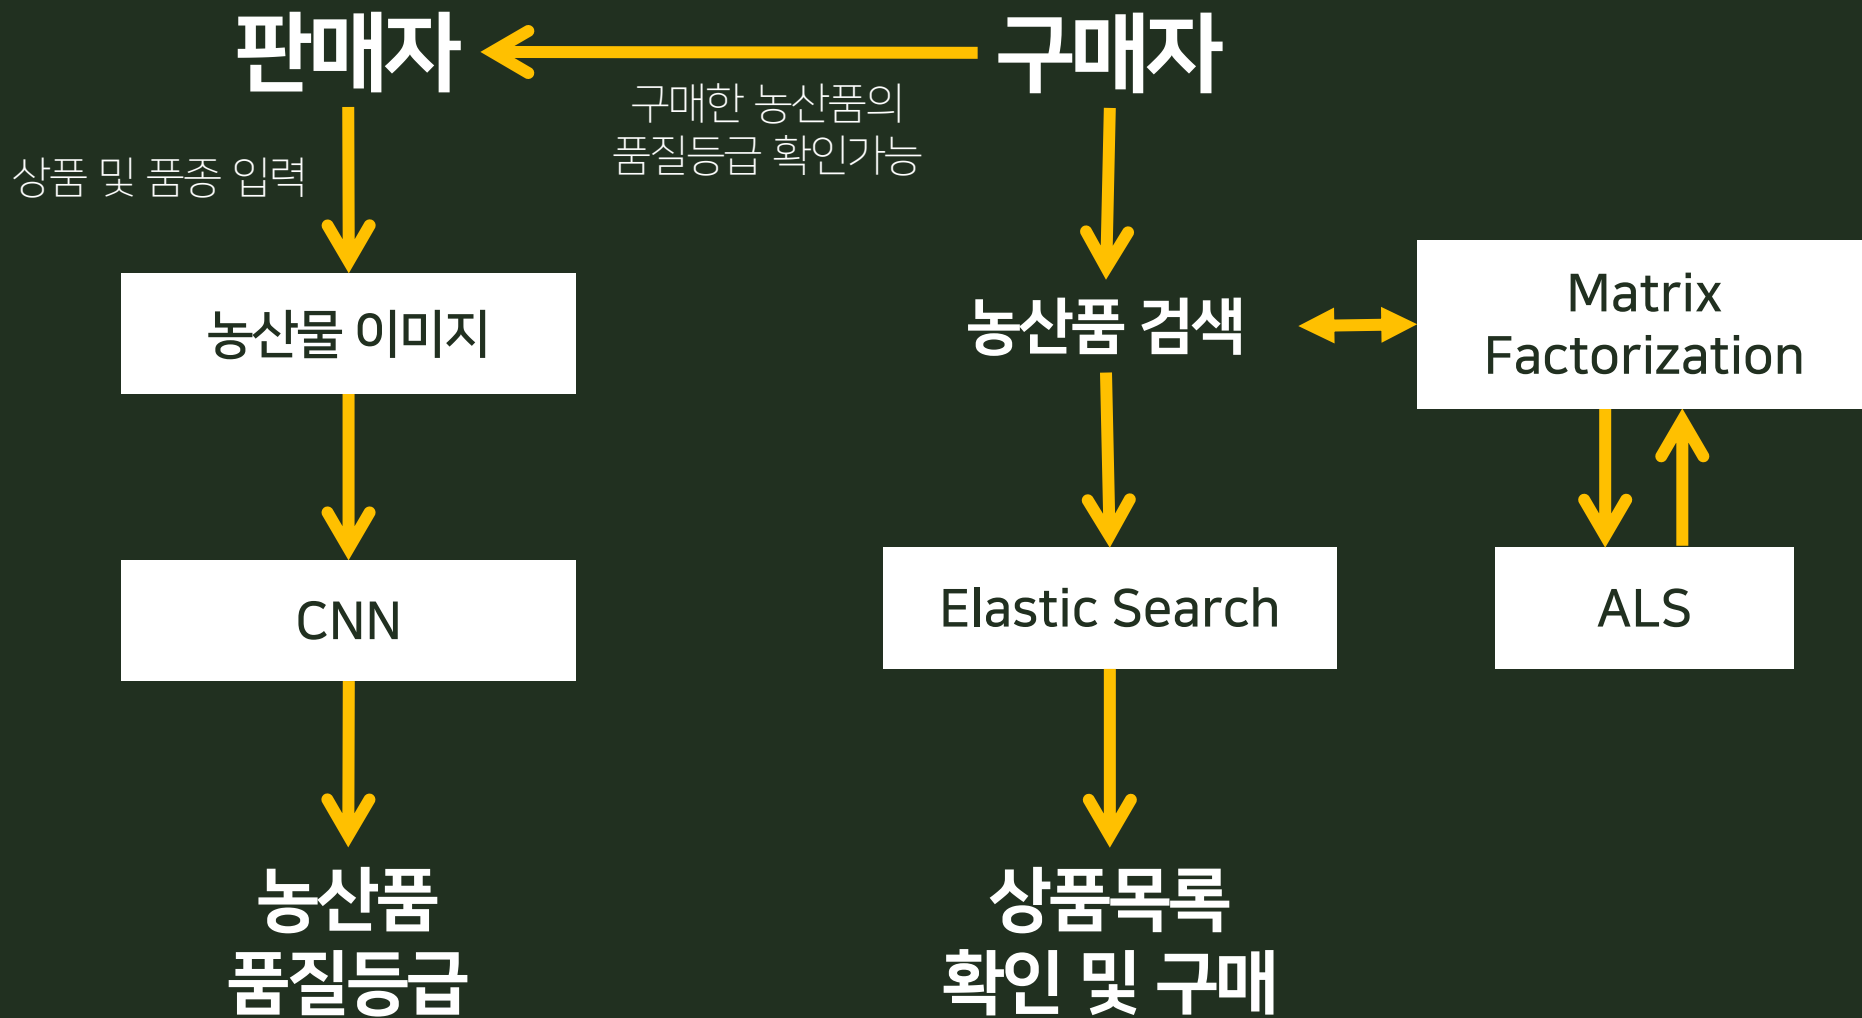 판매자
구매자
구매한 농산품의
품질등급 확인가능
상품 및 품종 입력
농산물 이미지
농산품 검색
Matrix
Factorization
CNN
Elastic Search
ALS
농산품
품질등급
상품목록
확인 및 구매